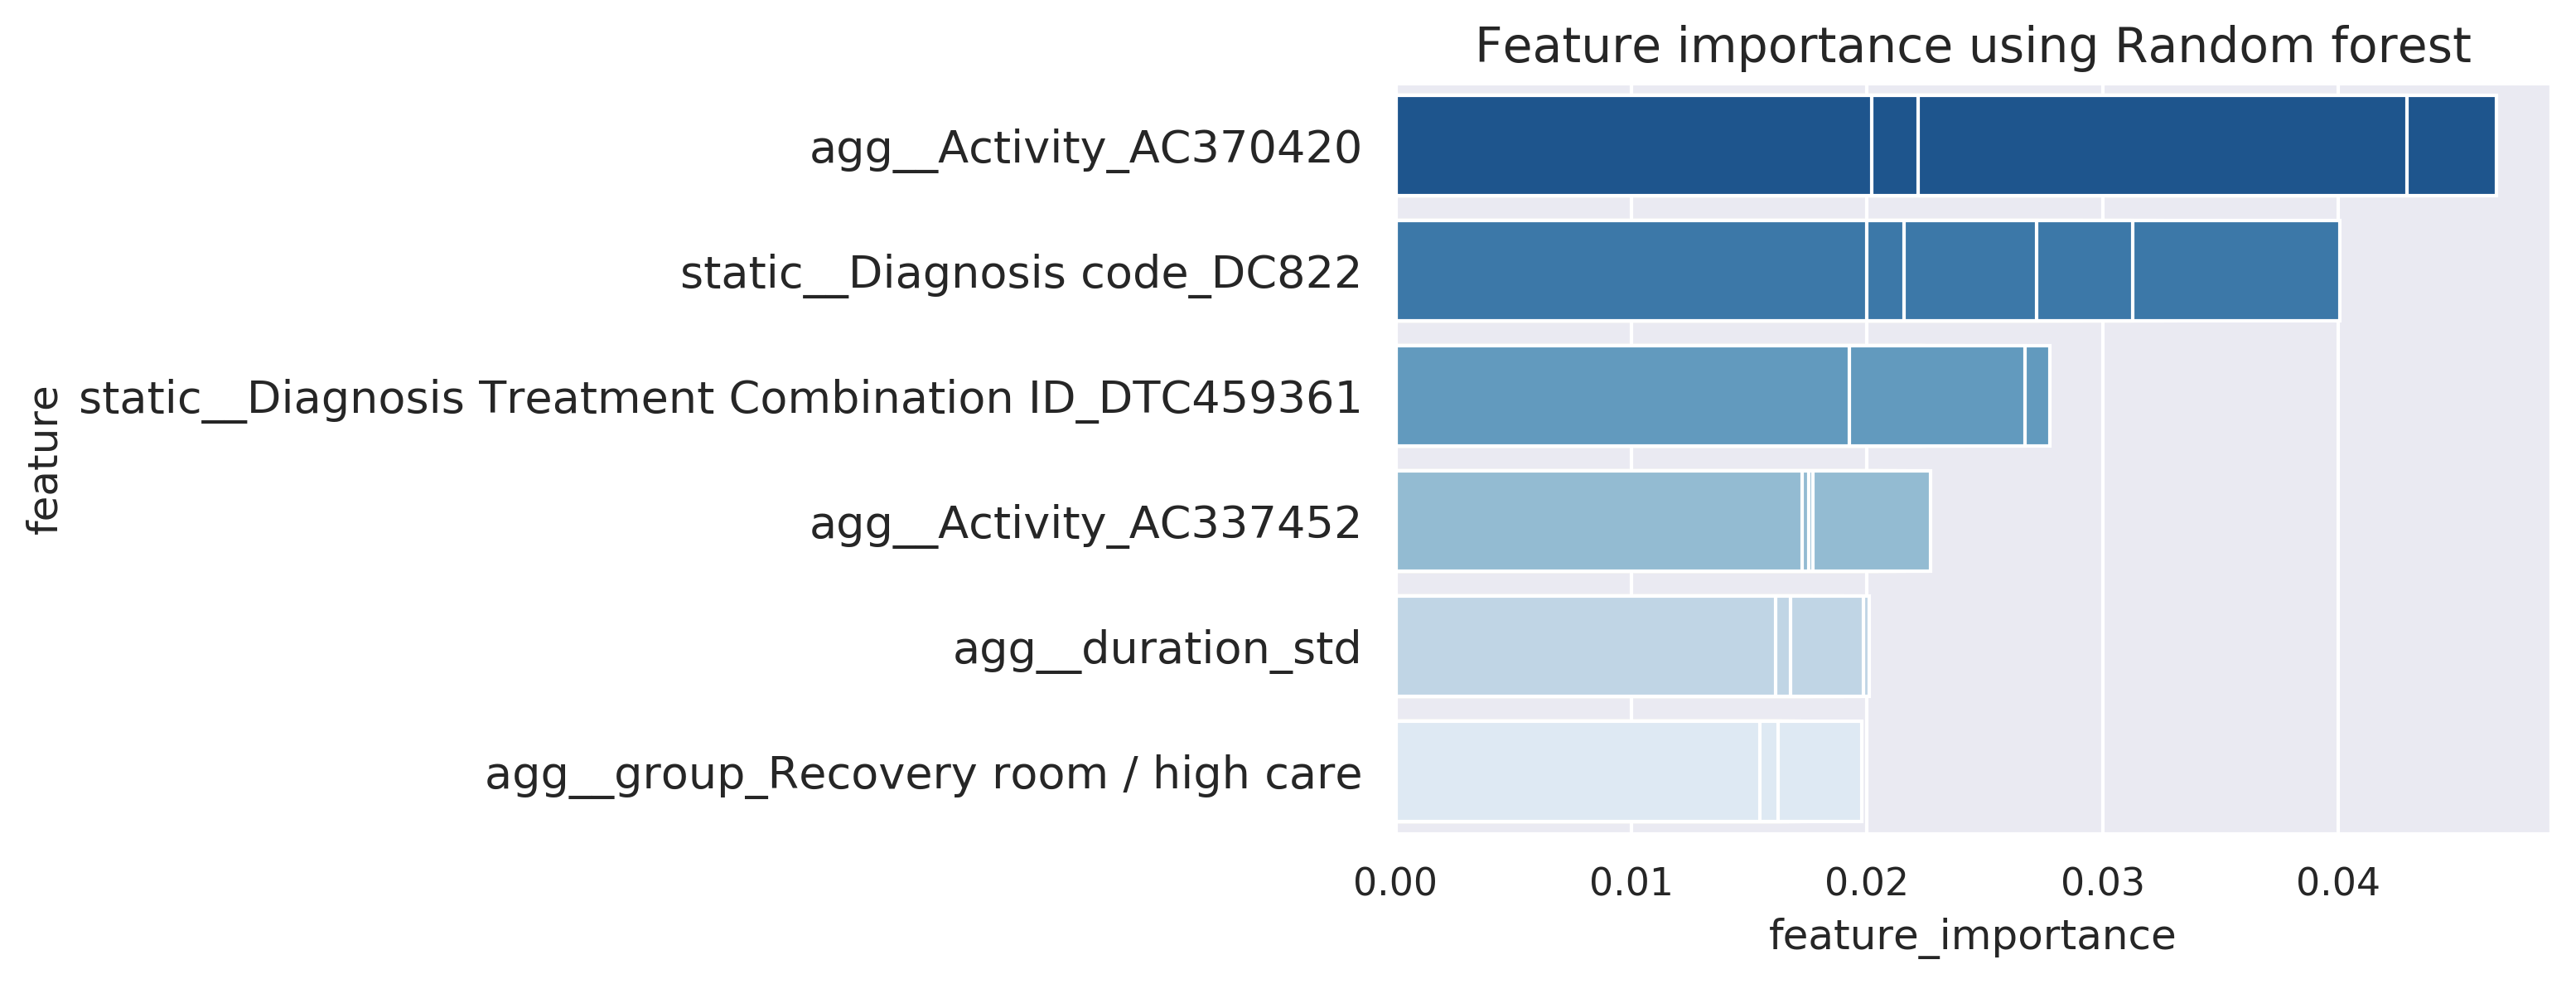 Feature importance using Random forest
agg__Activity_AC370420
static__Diagnosis code_DC822
static__Diagnosis Treatment Combination ID_DTC459361
agg__Activity_AC337452
agg__duration_std
agg__group_Recovery room / high care
feature
0.00 0.01 0.02 0.03 0.04
feature_importance